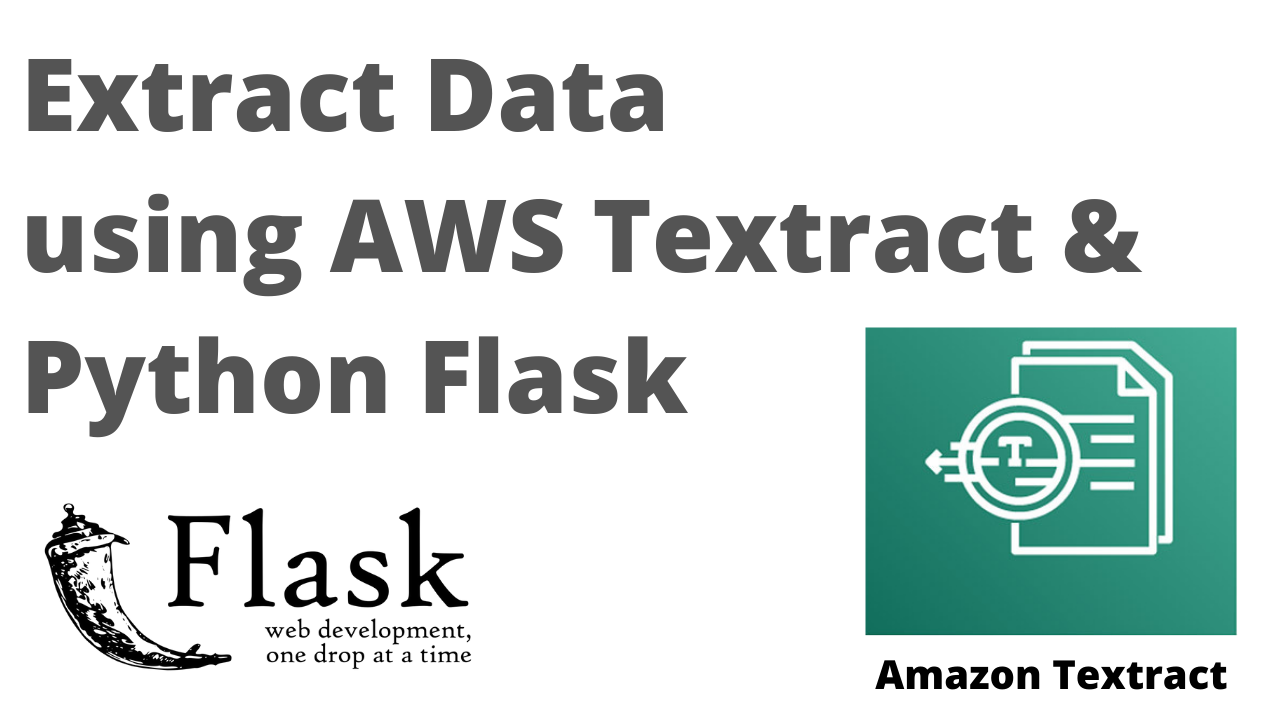 Extract Data
using AWS Textract &
Python Flask
T
Flask
web development,
one drop at a time
Amazon Textract